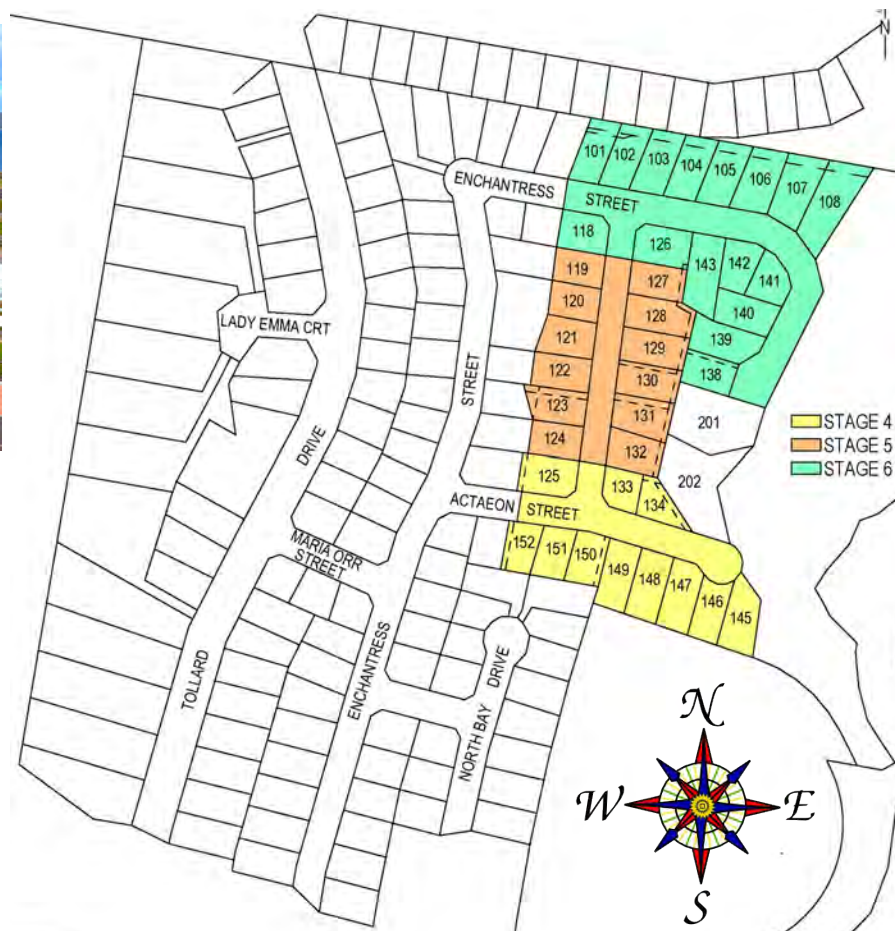 N
101
102
103
104
105
106
107
108
ENCHANTRESS
STREET
118
126
143
142
141
119
127
120
128
140
121
129
139
122
130
138
123
131
124
132
201
202
STAGE 4
STAGE 5
STAGE 6
LADY EMMA CRT
STREET
DRIVE
125
133
134
ACTAEON
STREET
MARIA ORR
STREET
152
151
150
149
148
147
146
145
TOLLARD
ENCHANTRESS
NORTH BAY
DRIVE
N
W
E
S